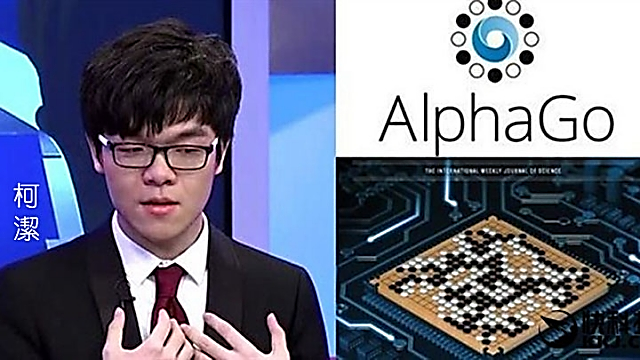 柯潔
AlphaGo
THE INTERNATIONAL WEEKLY JOURNAL OF SCIENCE